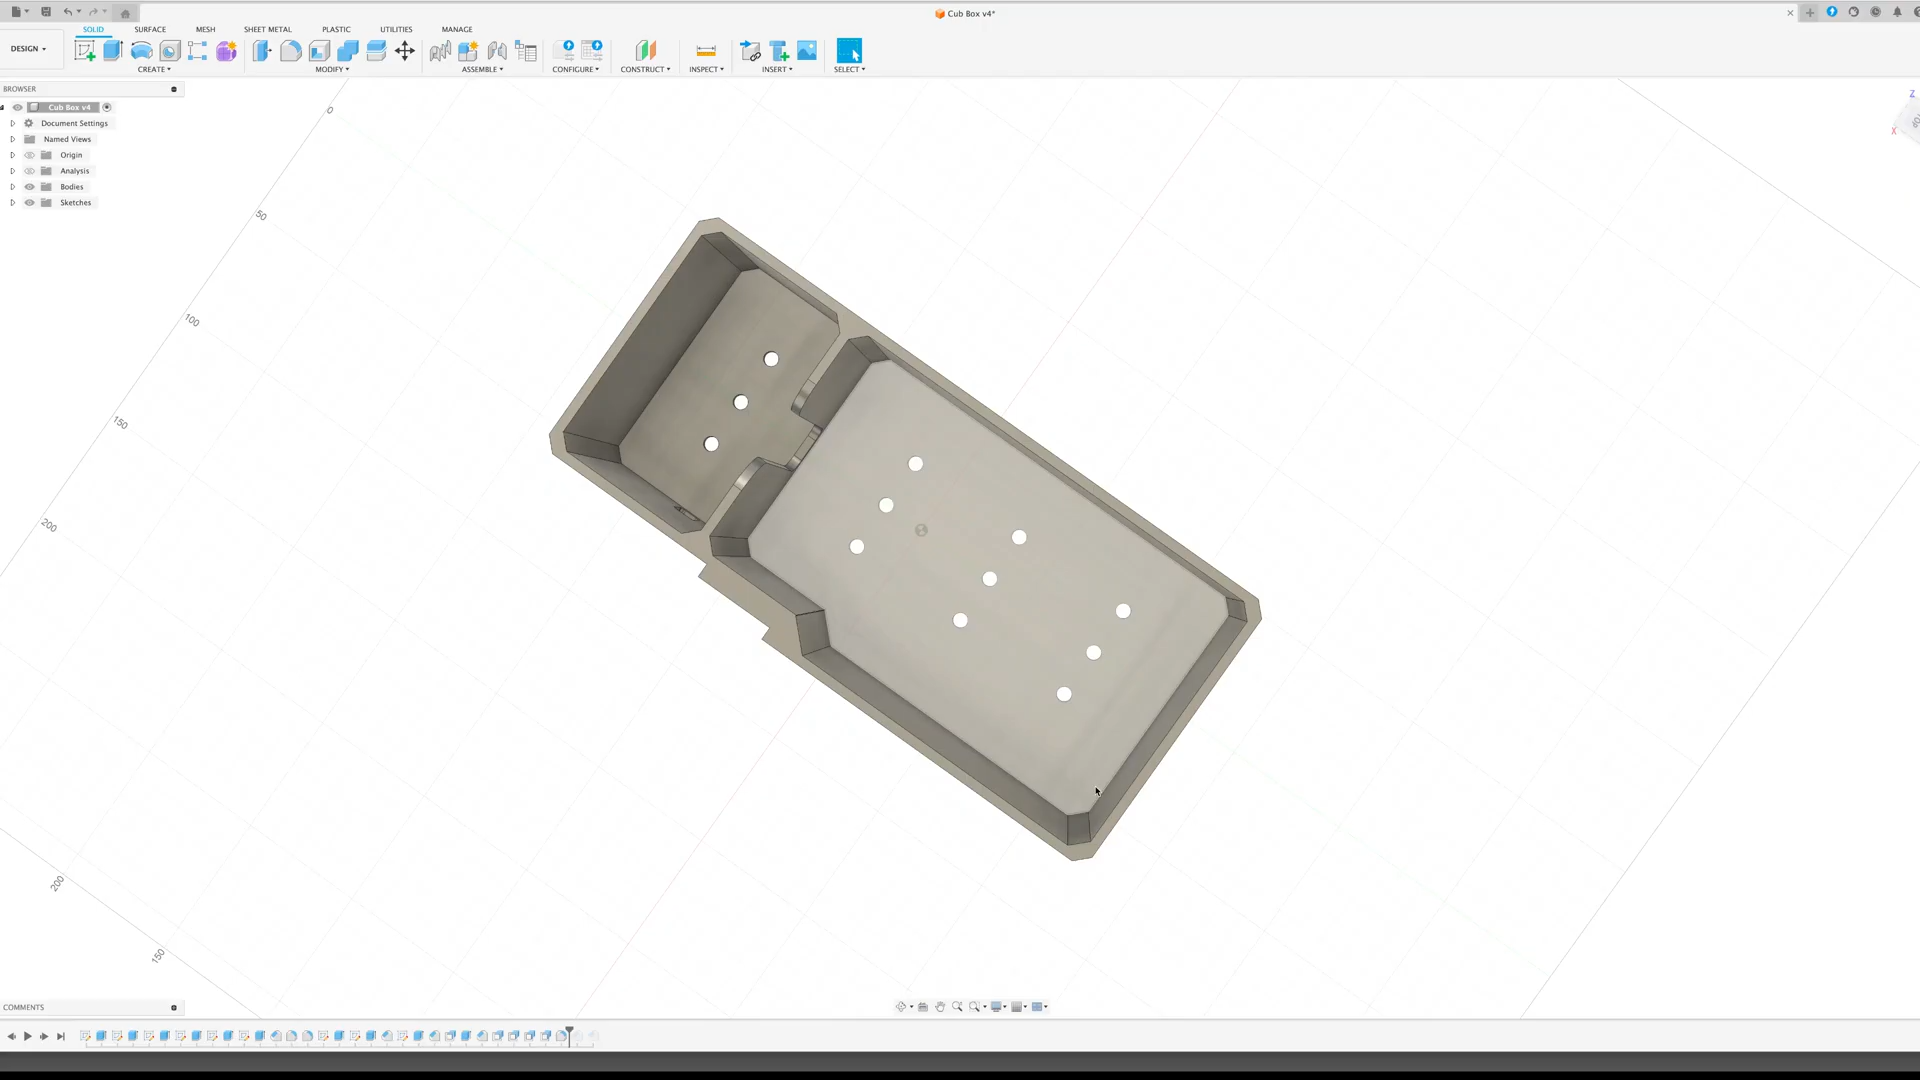 Cub Box v4*
SOLID SURFACE MESH SHEET METAL PLASTIC UTILITIES MANAGE
DESIGN
CREATE MODIFY ASSEMBLE CONFIGURE CONSTRUCT INSPECT INSERT SELECT
BROWSER
Cub Box v4
Document Settings
Named Views
Origin
Analysis
Bodies
Sketches
0
50
100
150
200
200
150
Z
X
COMMENTS